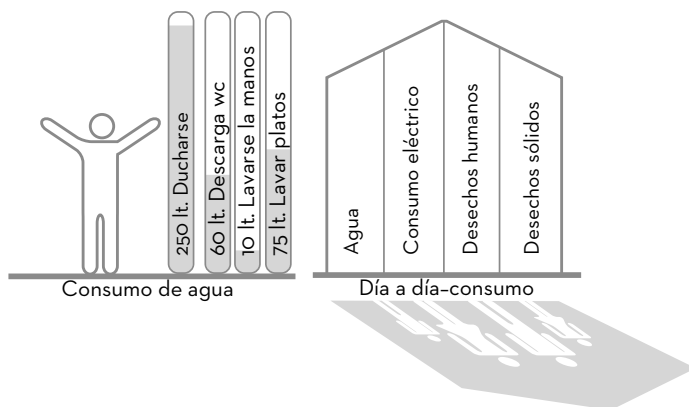 250 lt. Ducharse
60 lt. Descarga wc
10 lt. Lavarse la manos
75 lt. Lavar platos
Consumo de agua
Agua
Consumo eléctrico
Desechos humanos
Desechos sólidos
Día a día-consumo